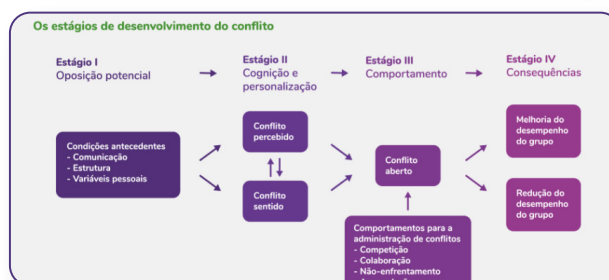 Os estágios de desenvolvimento do conflito
Estágio I
Oposição potencial
Estágio II
Cognição e
personalização
Estágio III
Comportamento
Estágio IV
Consequências
Condições antecedentes
- Comunicação
- Estrutura
- Variáveis pessoais
Conflito
percebido
Conflito
sentido
Conflito
aberto
Comportamentos para a
administração de conflitos
- Competição
- Colaboração
- Não-enfrentamento
Melhoria do
desempenho
do grupo
Redução do
desempenho
do grupo